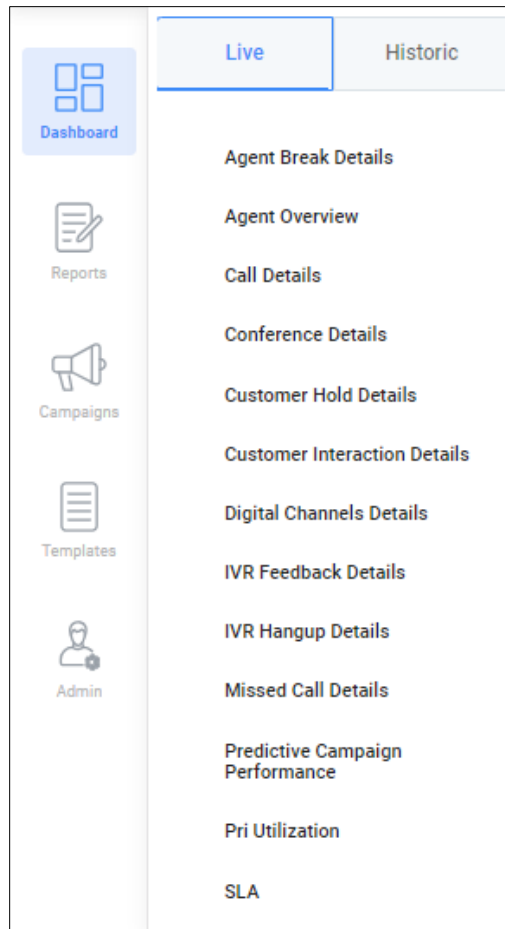 Live
Historic
Dashboard
Reports
Campaigns
Templates
Admin
Agent Break Details
Agent Overview
Call Details
Conference Details
Customer Hold Details
Customer Interaction Details
Digital Channels Details
IVR Feedback Details
IVR Hangup Details
Missed Call Details
Predictive Campaign
Performance
Pri Utilization
SLA